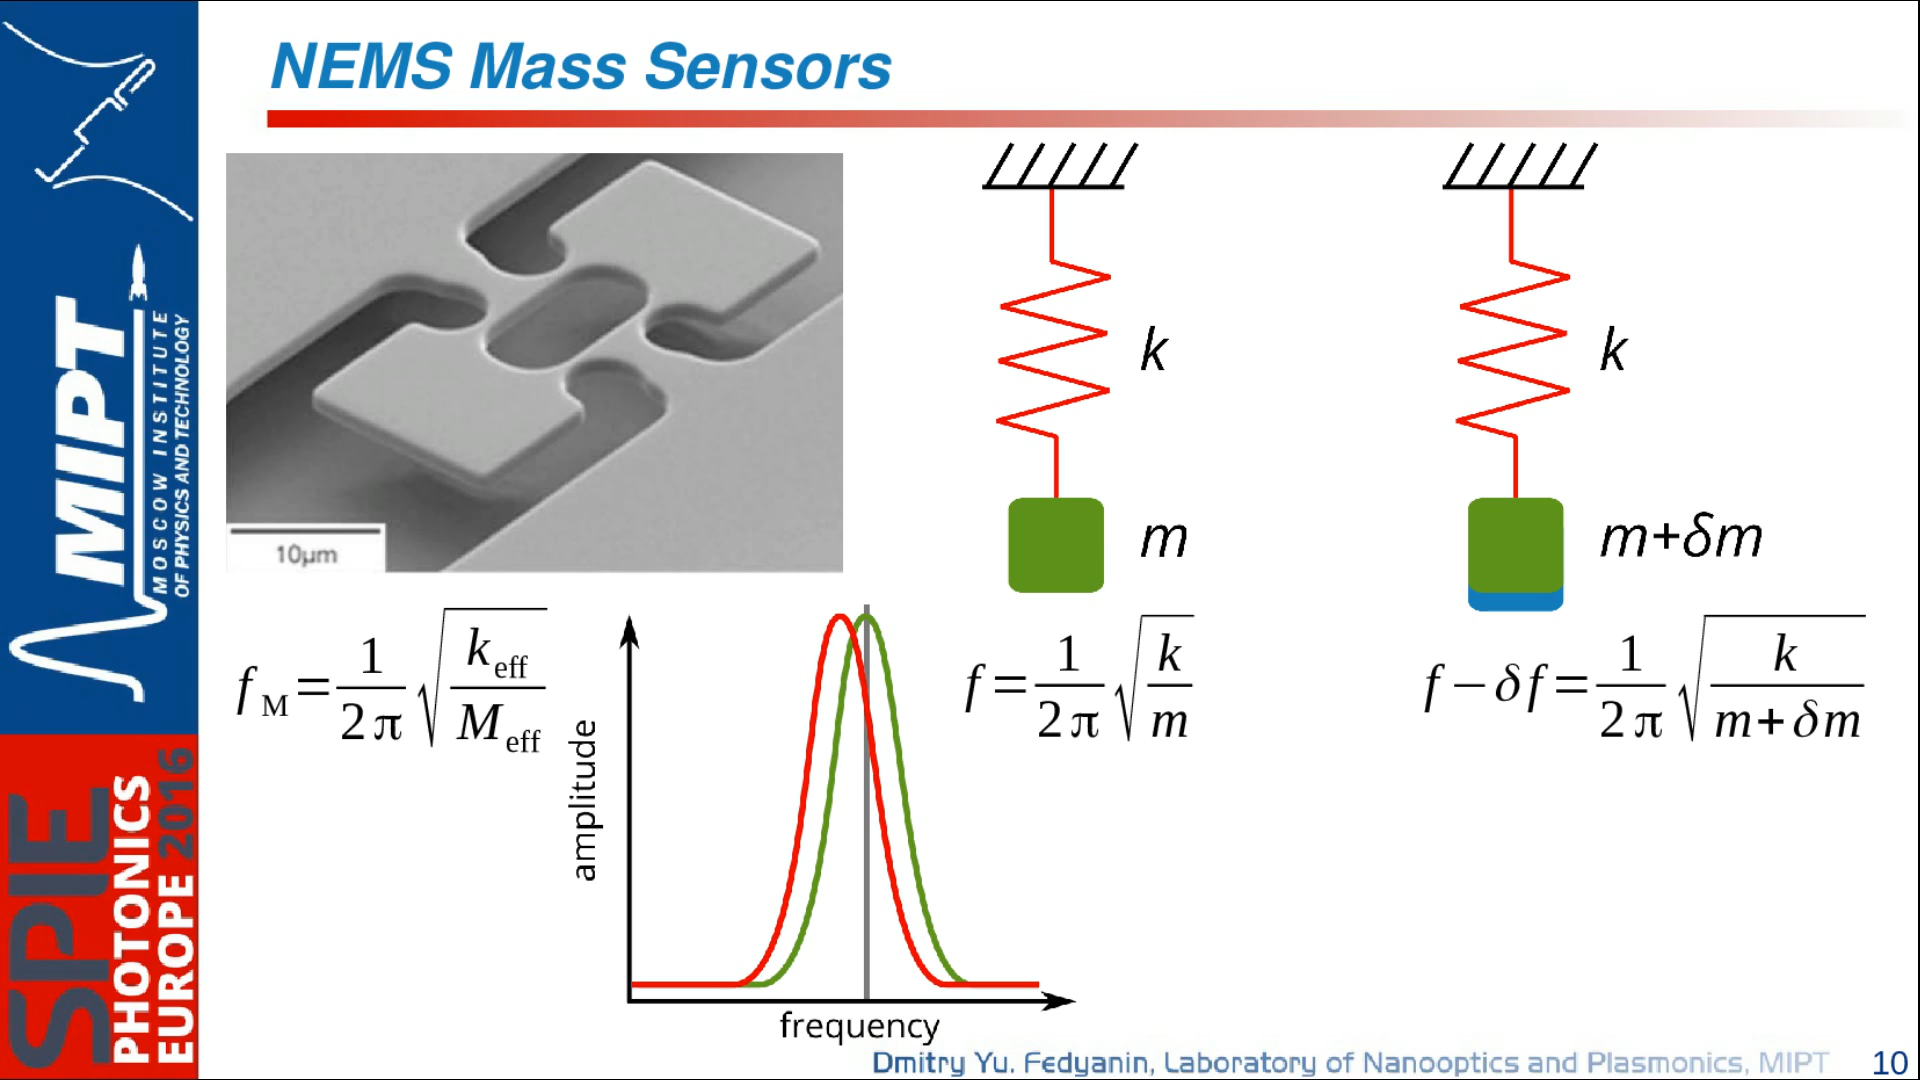 NEMS Mass Sensors
MIPT
MOSCOW INSTITUTE
OF PHYSICS AND TECHNOLOGY
SPIE
PHOTONICS
EUROPE 2016
10µm
k
k
m
m+δm
f_M = 1/(2π) √(k_eff/M_eff)
f = 1/(2π) √(k/m)
f − δf = 1/(2π) √(k/(m+δm))
amplitude
frequency
Dmitry Yu. Fedyanin, Laboratory of Nanooptics and Plasmonics, MIPT
10